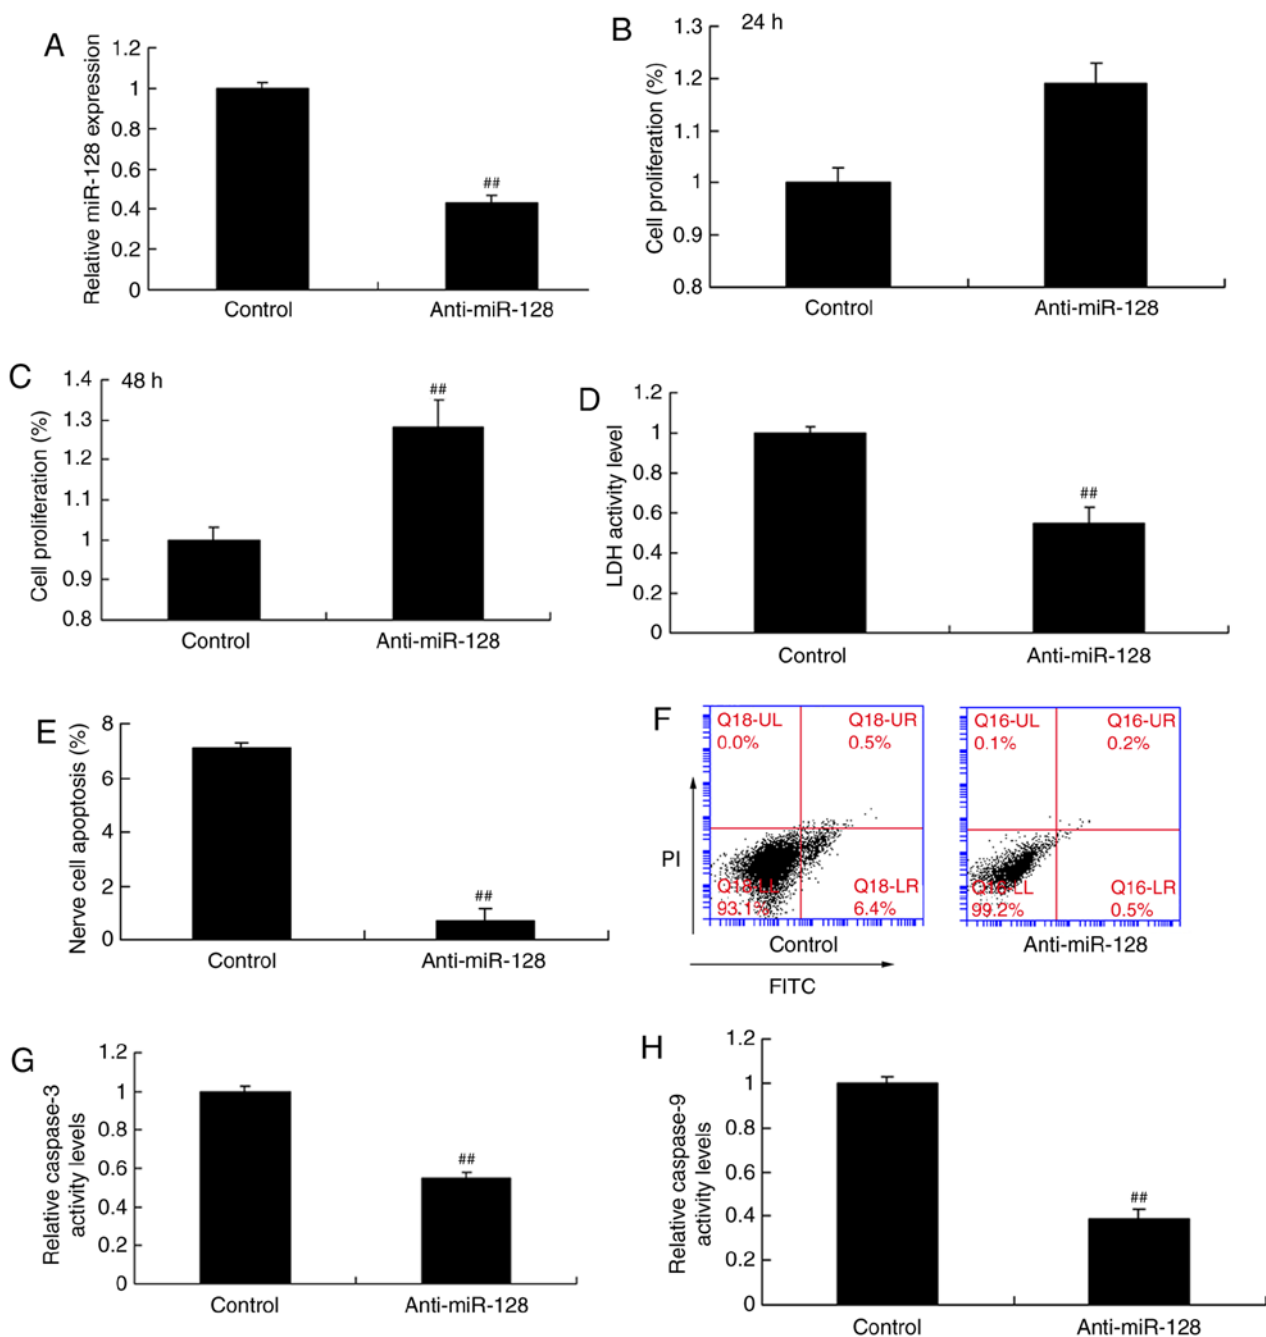 A
Relative miR-128 expression
1.2
1
0.8
0.6
0.4
0.2
0
##
Control
Anti-miR-128
B
24 h
Cell proliferation (%)
1.3
1.2
1.1
1
0.9
0.8
Control
Anti-miR-128
C
48 h
Cell proliferation (%)
1.4
1.3
1.2
1.1
1
0.9
0.8
##
Control
Anti-miR-128
D
LDH activity level
1.2
1
0.8
0.6
0.4
0.2
0
##
Control
Anti-miR-128
E
Nerve cell apoptosis (%)
8
6
4
2
0
##
Control
Anti-miR-128
F
PI
Q18-UL
0.0%
Q18-UR
0.5%
Q18-LL
93.1%
Q18-LR
6.4%
Control
FITC
Q16-UL
0.1%
Q16-UR
0.2%
Q18-LL
99.2%
Q16-LR
0.5%
Anti-miR-128
G
Relative caspase-3
activity levels
1.2
1
0.8
0.6
0.4
0.2
0
##
Control
Anti-miR-128
H
Relative caspase-9
activity levels
1.2
1
0.8
0.6
0.4
0.2
0
##
Control
Anti-miR-128